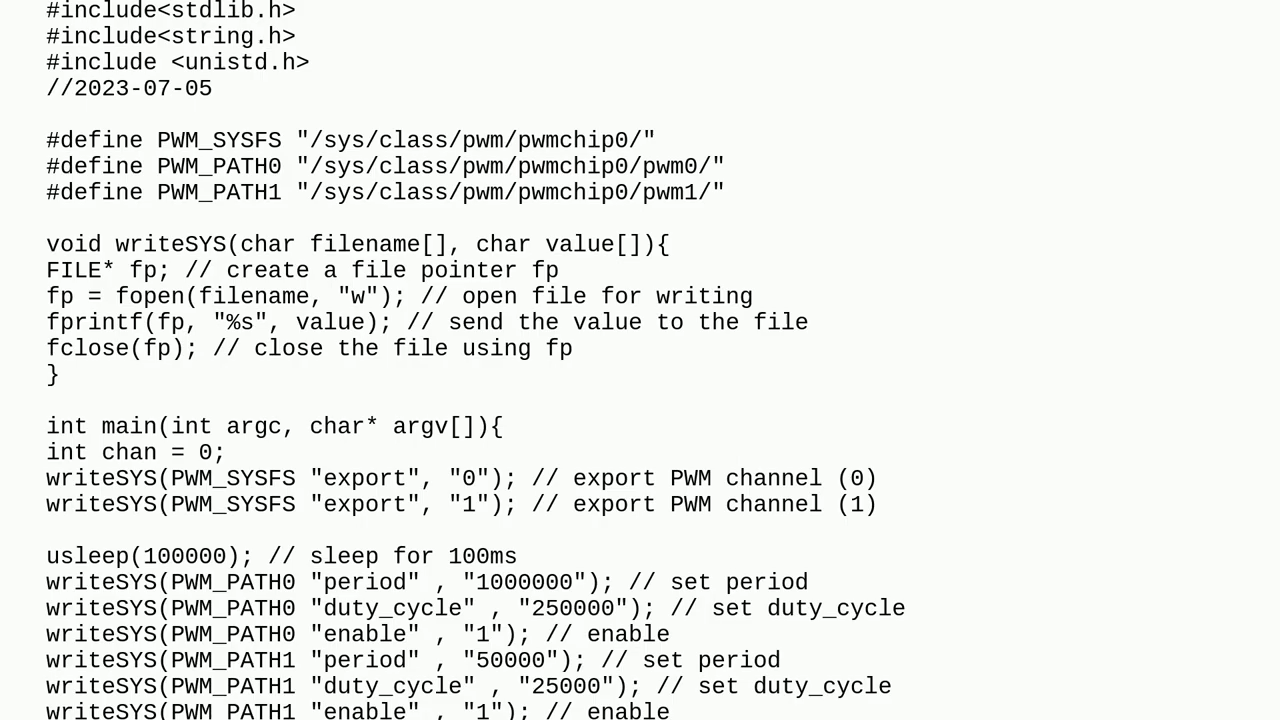 #include<stdlib.h>
#include<string.h>
#include <unistd.h>
//2023-07-05
#define PWM_SYSFS "/sys/class/pwm/pwmchip0/"
#define PWM_PATH0 "/sys/class/pwm/pwmchip0/pwm0/"
#define PWM_PATH1 "/sys/class/pwm/pwmchip0/pwm1/"
void writeSYS(char filename[], char value[]){
FILE* fp; // create a file pointer fp
fp = fopen(filename, "w"); // open file for writing
fprintf(fp, "%s", value); // send the value to the file
fclose(fp); // close the file using fp
}
int main(int argc, char* argv[]){
int chan = 0;
writeSYS(PWM_SYSFS "export", "0"); // export PWM channel (0)
writeSYS(PWM_SYSFS "export", "1"); // export PWM channel (1)
usleep(100000); // sleep for 100ms
writeSYS(PWM_PATH0 "period" , "1000000"); // set period
writeSYS(PWM_PATH0 "duty_cycle" , "250000"); // set duty_cycle
writeSYS(PWM_PATH0 "enable" , "1"); // enable
writeSYS(PWM_PATH1 "period" , "50000"); // set period
writeSYS(PWM_PATH1 "duty_cycle" , "25000"); // set duty_cycle
writeSYS(PWM_PATH1 "enable" , "1"); // enable